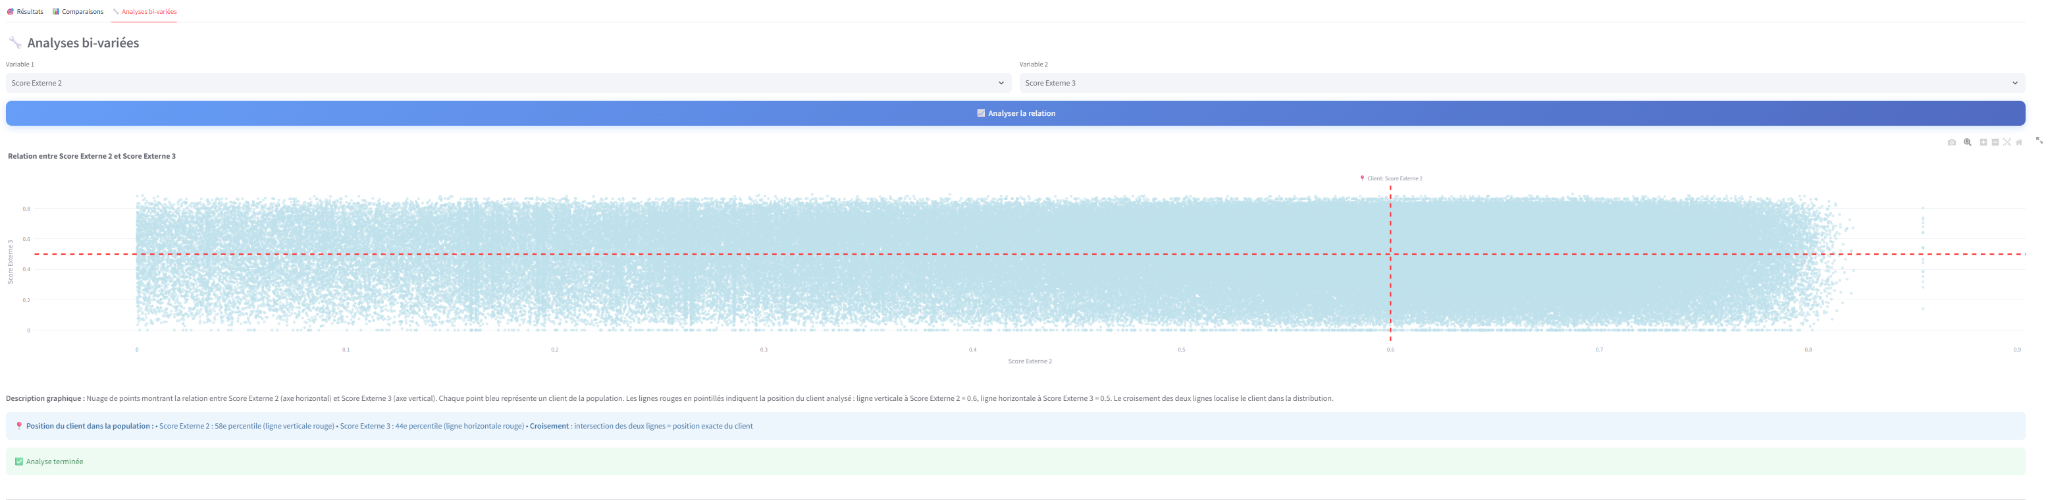 Résultats Comparaisons Analyses bi-variées
Analyses bi-variées
Variable 1 Variable 2
Score Externe 2 Score Externe 3
Analyser la relation
Relation entre Score Externe 2 et Score Externe 3
Client: Score Externe 2
0.8
0.6
0.4
0.2
0
Score Externe 3
0 0.1 0.2 0.3 0.4 0.5 0.6 0.7 0.8 0.9
Score Externe 2
Description graphique : Nuage de points montrant la relation entre Score Externe 2 (axe horizontal) et Score Externe 3 (axe vertical). Chaque point bleu représente un client de la population. Les lignes rouges en pointillés indiquent la position du client analysé : ligne verticale à Score Externe 2 = 0.6, ligne horizontale à Score Externe 3 = 0.5. Le croisement des deux lignes localise le client dans la distribution.
Position du client dans la population : • Score Externe 2 : 58e percentile (ligne verticale rouge) • Score Externe 3 : 44e percentile (ligne horizontale rouge) • Croisement : intersection des deux lignes = position exacte du client
Analyse terminée